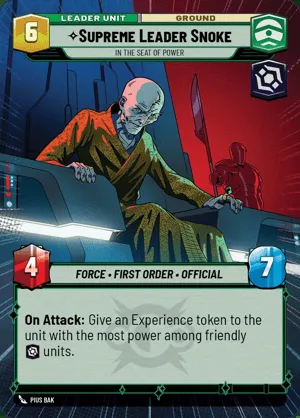 LEADER UNIT
GROUND
6
SUPREME LEADER SNOKE
IN THE SEAT OF POWER
4
FORCE • FIRST ORDER • OFFICIAL
7
On Attack: Give an Experience token to the
unit with the most power among friendly
units.
PIUS BAK